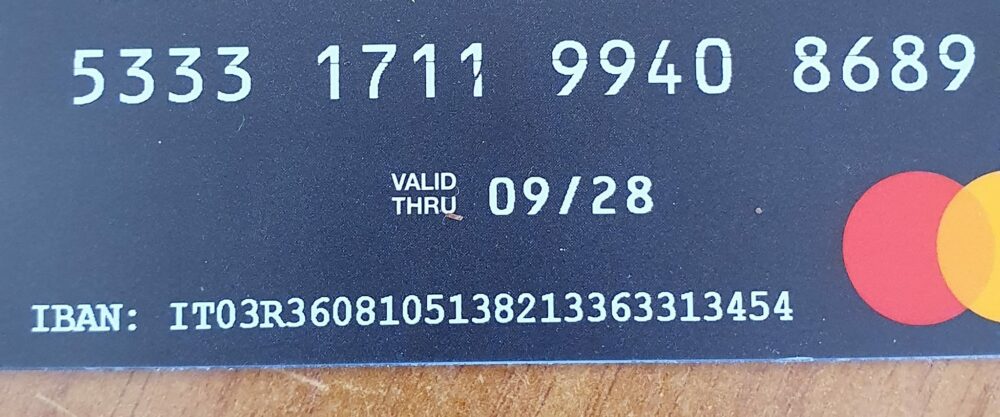 5333 1711 9940 8689
VALID
THRU 09/28
IBAN: IT03R3608105138213363313454